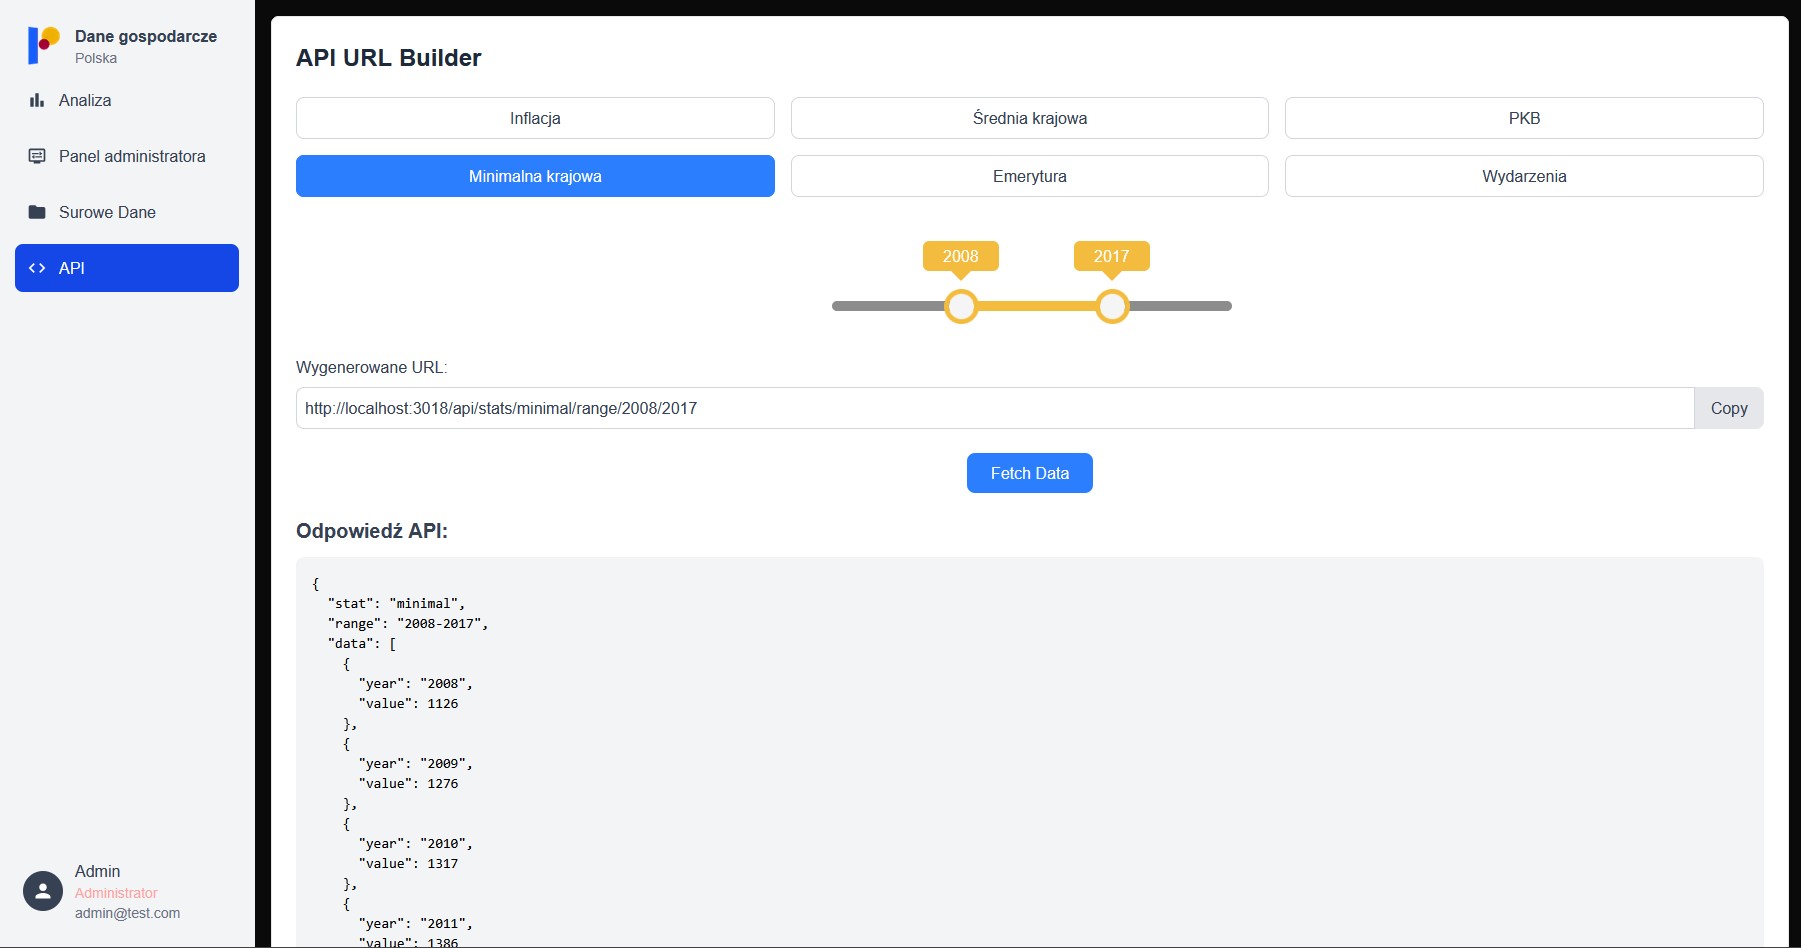 Dane gospodarcze
Polska
Analiza
Panel administratora
Surowe Dane
API
Admin
Administrator
admin@test.com
API URL Builder
Inflacja
Średnia krajowa
PKB
Minimalna krajowa
Emerytura
Wydarzenia
2008
2017
Wygenerowane URL:
http://localhost:3018/api/stats/minimal/range/2008/2017
Copy
Fetch Data
Odpowiedź API:
{
  "stat": "minimal",
  "range": "2008-2017",
  "data": [
    {
      "year": "2008",
      "value": 1126
    },
    {
      "year": "2009",
      "value": 1276
    },
    {
      "year": "2010",
      "value": 1317
    },
    {
      "year": "2011",
      "value": 1386